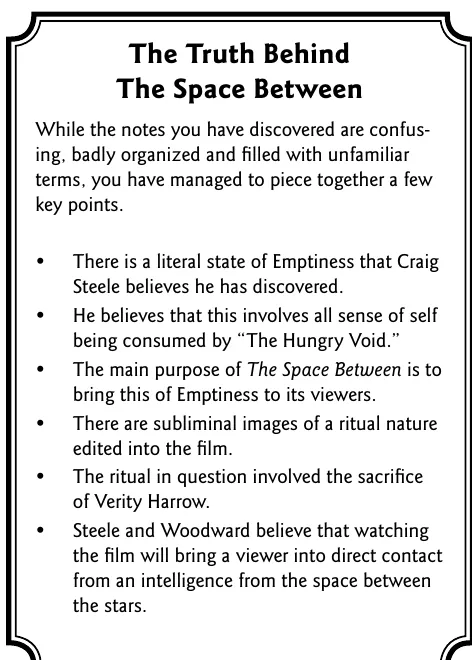 The Truth Behind
The Space Between
While the notes you have discovered are confus-
ing, badly organized and filled with unfamiliar
terms, you have managed to piece together a few
key points.
• There is a literal state of Emptiness that Craig
Steele believes he has discovered.
• He believes that this involves all sense of self
being consumed by “The Hungry Void.”
• The main purpose of The Space Between is to
bring this of Emptiness to its viewers.
• There are subliminal images of a ritual nature
edited into the film.
• The ritual in question involved the sacrifice
of Verity Harrow.
• Steele and Woodward believe that watching
the film will bring a viewer into direct contact
from an intelligence from the space between
the stars.